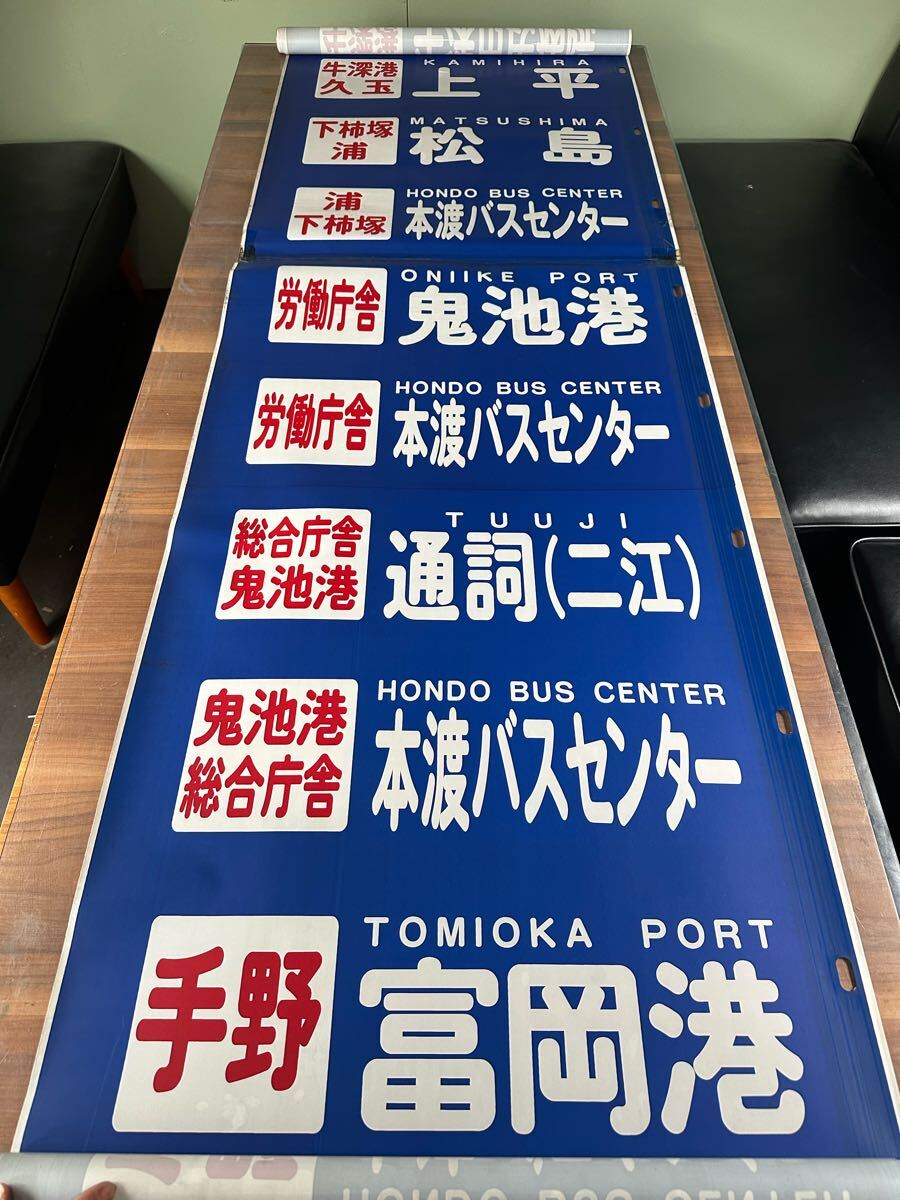 牛深港
久玉
KAMIHIRA
上平
下柿塚
浦
MATSUSHIMA
松島
浦
下柿塚
HONDO BUS CENTER
本渡バスセンター
労働庁舎
ONIIKE PORT
鬼池港
労働庁舎
HONDO BUS CENTER
本渡バスセンター
総合庁舎
鬼池港
TUUJI
通詞(二江)
鬼池港
総合庁舎
HONDO BUS CENTER
本渡バスセンター
手野
TOMIOKA PORT
富岡港
HONDO BUS CENTER